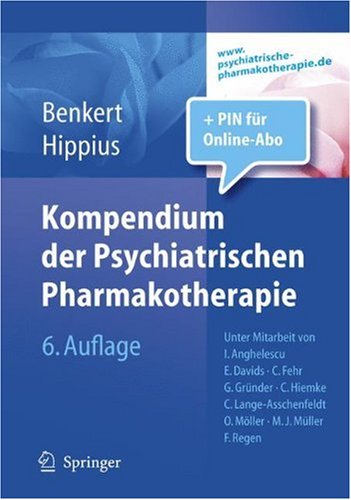 www.
psychiatrische-
pharmakotherapie.de
Benkert
Hippius
+ PIN für
Online-Abo
Kompendium
der Psychiatrischen
Pharmakotherapie
6. Auflage
Unter Mitarbeit von
I. Anghelescu
E. Davids · C. Fehr
G. Gründer · C. Hiemke
C. Lange-Asschenfeldt
O. Möller · M. J. Müller
F. Regen
Springer